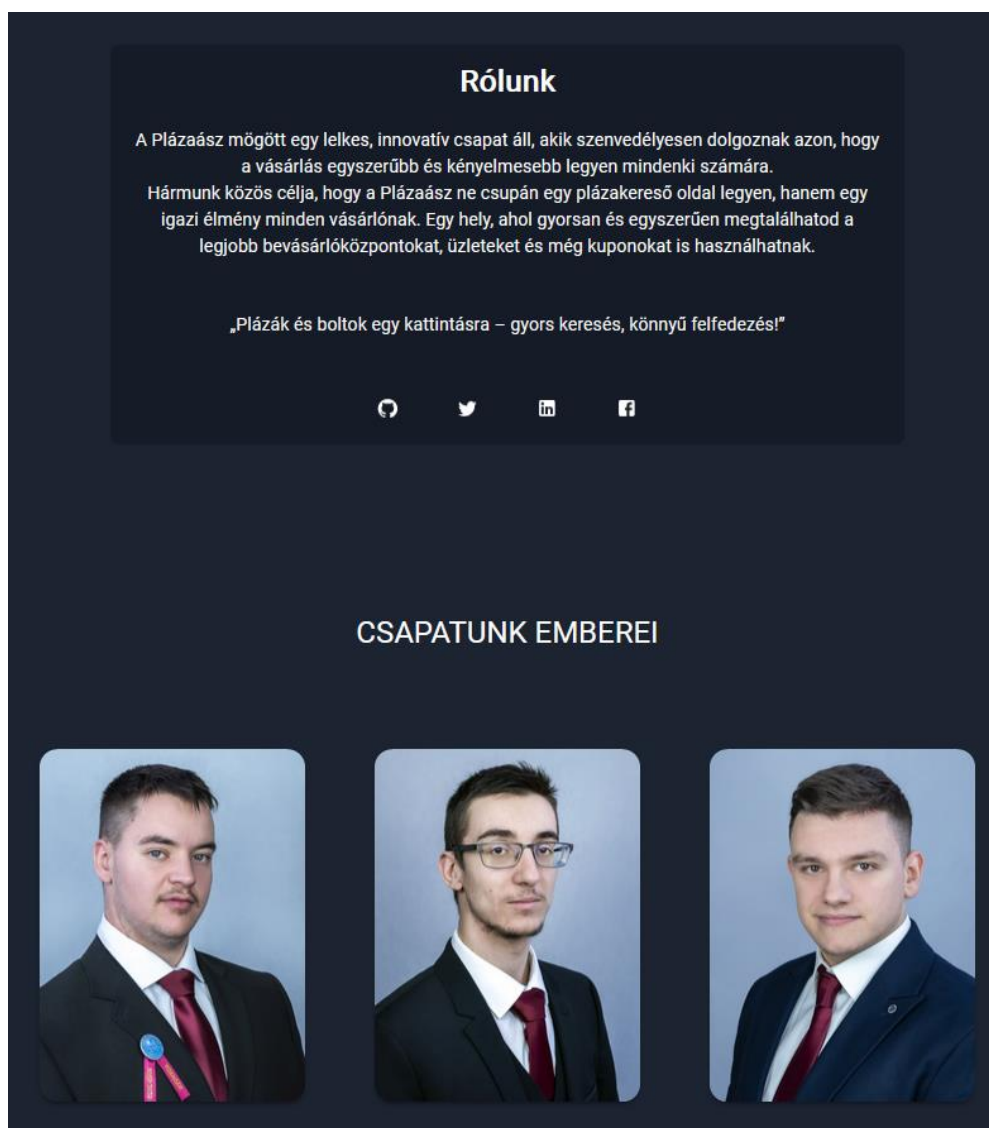 Rólunk
A Plázaász mögött egy lelkes, innovatív csapat áll, akik szenvedélyesen dolgoznak azon, hogy
a vásárlás egyszerűbb és kényelmesebb legyen mindenki számára.
Hármunk közös célja, hogy a Plázaász ne csupán egy plázakereső oldal legyen, hanem egy
igazi élmény minden vásárlónak. Egy hely, ahol gyorsan és egyszerűen megtalálhatod a
legjobb bevásárlóközpontokat, üzleteket és még kuponokat is használhatnak.
„Plázák és boltok egy kattintásra – gyors keresés, könnyű felfedezés!”
CSAPATUNK EMBEREI